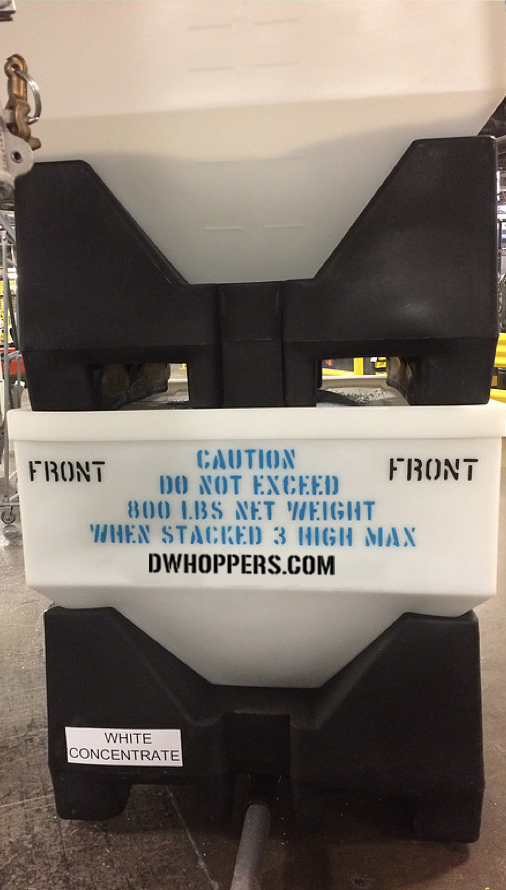 FRONT
CAUTION
DO NOT EXCEED
800 LBS NET WEIGHT
WHEN STACKED 3 HIGH MAX
DWHOPPERS.COM
FRONT
WHITE
CONCENTRATE